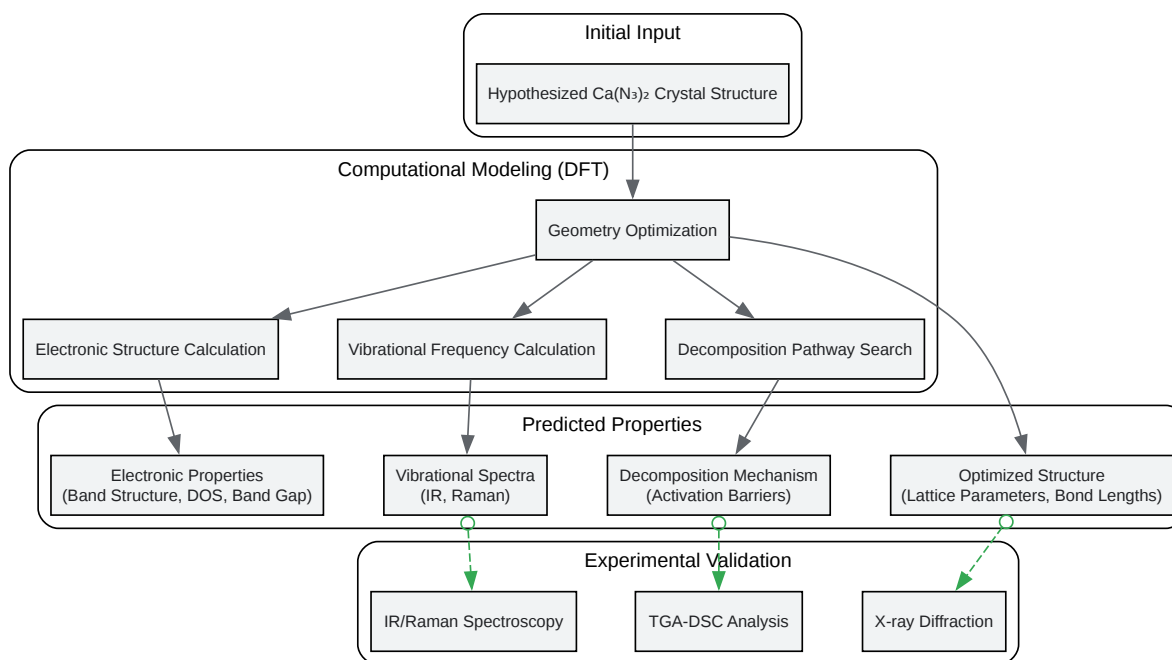 Initial Input
Hypothesized Ca(N₃)₂ Crystal Structure
Computational Modeling (DFT)
Geometry Optimization
Electronic Structure Calculation
Vibrational Frequency Calculation
Decomposition Pathway Search
Predicted Properties
Electronic Properties
(Band Structure, DOS, Band Gap)
Vibrational Spectra
(IR, Raman)
Decomposition Mechanism
(Activation Barriers)
Optimized Structure
(Lattice Parameters, Bond Lengths)
Experimental Validation
IR/Raman Spectroscopy
TGA-DSC Analysis
X-ray Diffraction